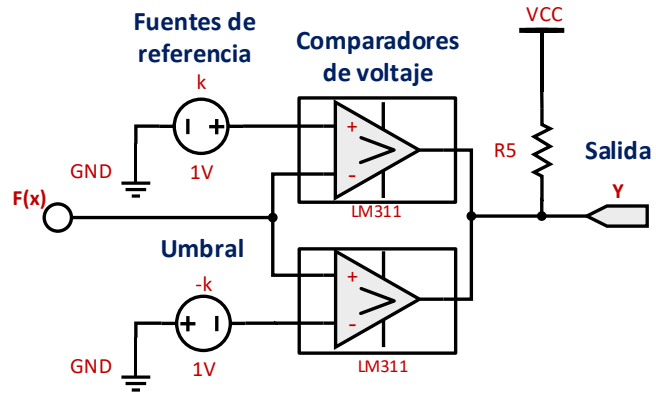 Fuentes de
referencia
k
+
1V
GND
Comparadores
de voltaje
+
-
LM311
VCC
R5
Salida
Y
F(x)
Umbral
-k
+
1V
GND
+
-
LM311